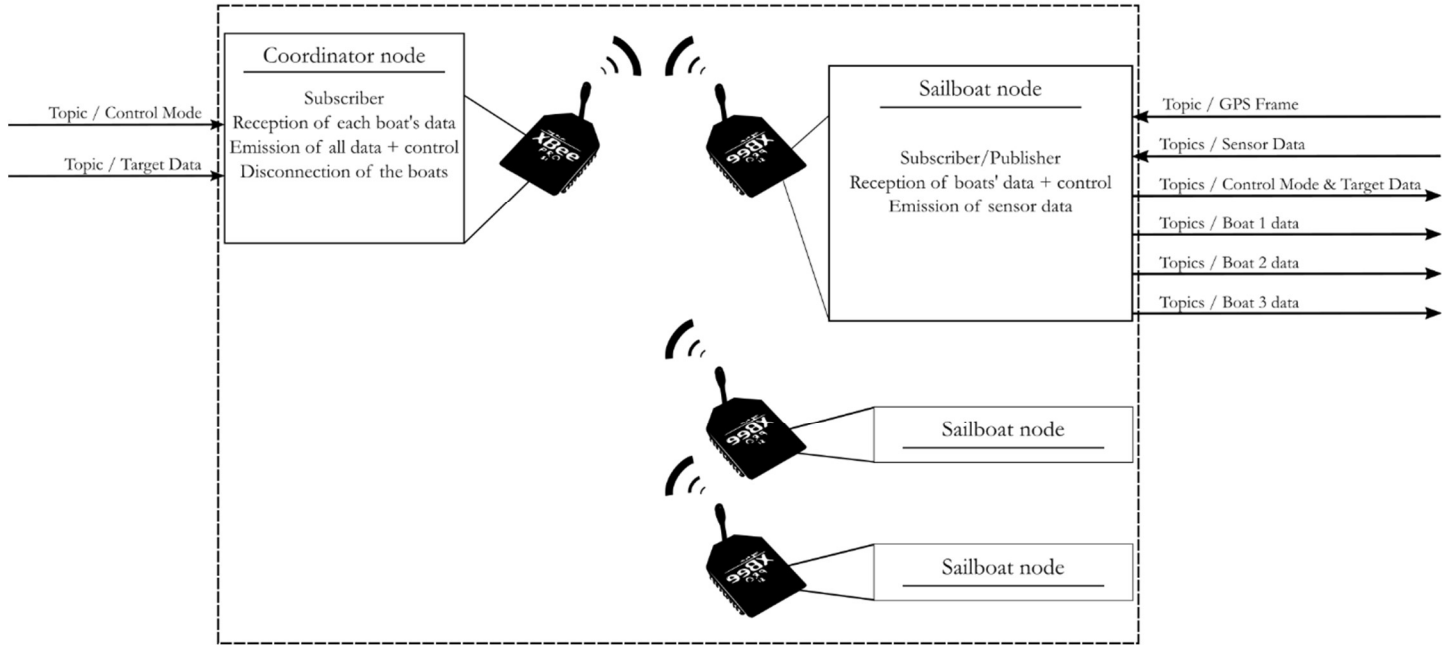 Coordinator node
Subscriber
Reception of each boat's data
Emission of all data + control
Disconnection of the boats
Topic / Control Mode
Topic / Target Data
XBee
XBee
Sailboat node
Subscriber/Publisher
Reception of boats' data + control
Emission of sensor data
Topic / GPS Frame
Topics / Sensor Data
Topics / Control Mode & Target Data
Topics / Boat 1 data
Topics / Boat 2 data
Topics / Boat 3 data
XBee
Sailboat node
XBee
Sailboat node